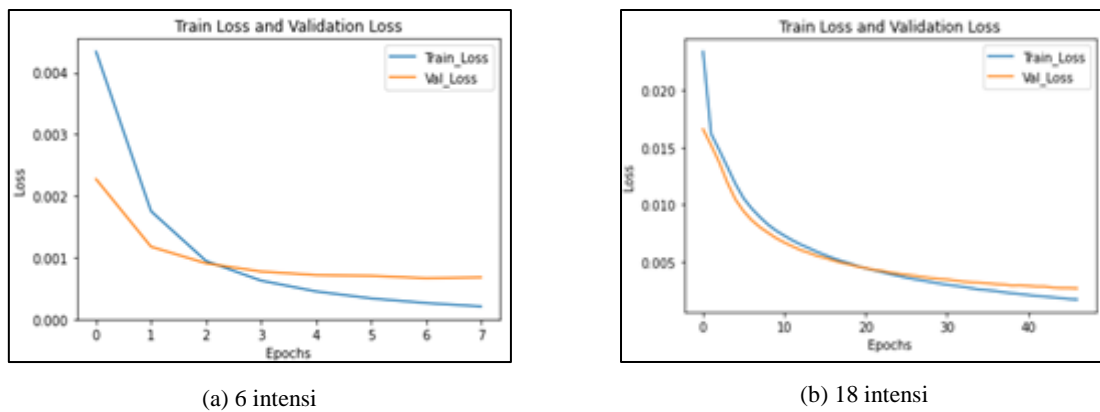 Train Loss and Validation Loss
Train_Loss
Val_Loss
0.004
0.003
0.002
0.001
0.000
Loss
0 1 2 3 4 5 6 7
Epochs
(a) 6 intensi
Train Loss and Validation Loss
Train_Loss
Val_Loss
0.020
0.015
0.010
0.005
Loss
0 10 20 30 40
Epochs
(b) 18 intensi